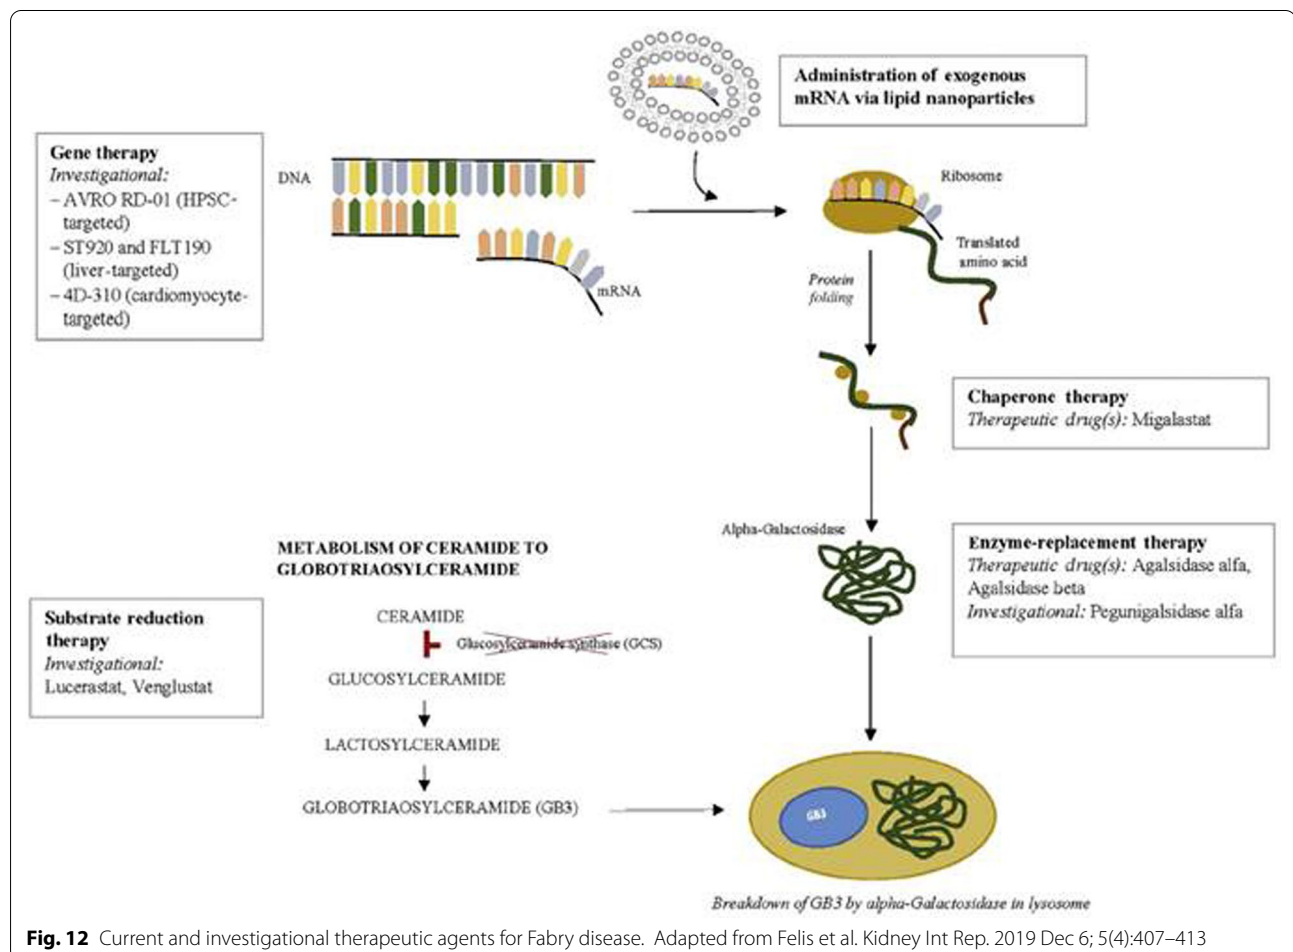 Administration of exogenous
mRNA via lipid nanoparticles
Gene therapy
Investigational:
– AVRO RD-01 (HPSC-
targeted)
– ST920 and FLT190
(liver-targeted)
– 4D-310 (cardiomyocyte-
targeted)
DNA
mRNA
Ribosome
Translated
amino acid
Protein
folding
Chaperone therapy
Therapeutic drug(s): Migalastat
Alpha-Galactosidase
Enzyme-replacement therapy
Therapeutic drug(s): Agalsidase alfa,
Agalsidase beta
Investigational: Pegunigalsidase alfa
METABOLISM OF CERAMIDE TO
GLOBOTRIAOSYLCERAMIDE
Substrate reduction
therapy
Investigational:
Lucerastat, Venglustat
CERAMIDE
Glucosylceramide synthase (GCS)
GLUCOSYLCERAMIDE
LACTOSYLCERAMIDE
GLOBOTRIAOSYLCERAMIDE (GB3)
GB3
Breakdown of GB3 by alpha-Galactosidase in lysosome
Fig. 12 Current and investigational therapeutic agents for Fabry disease. Adapted from Felis et al. Kidney Int Rep. 2019 Dec 6; 5(4):407–413